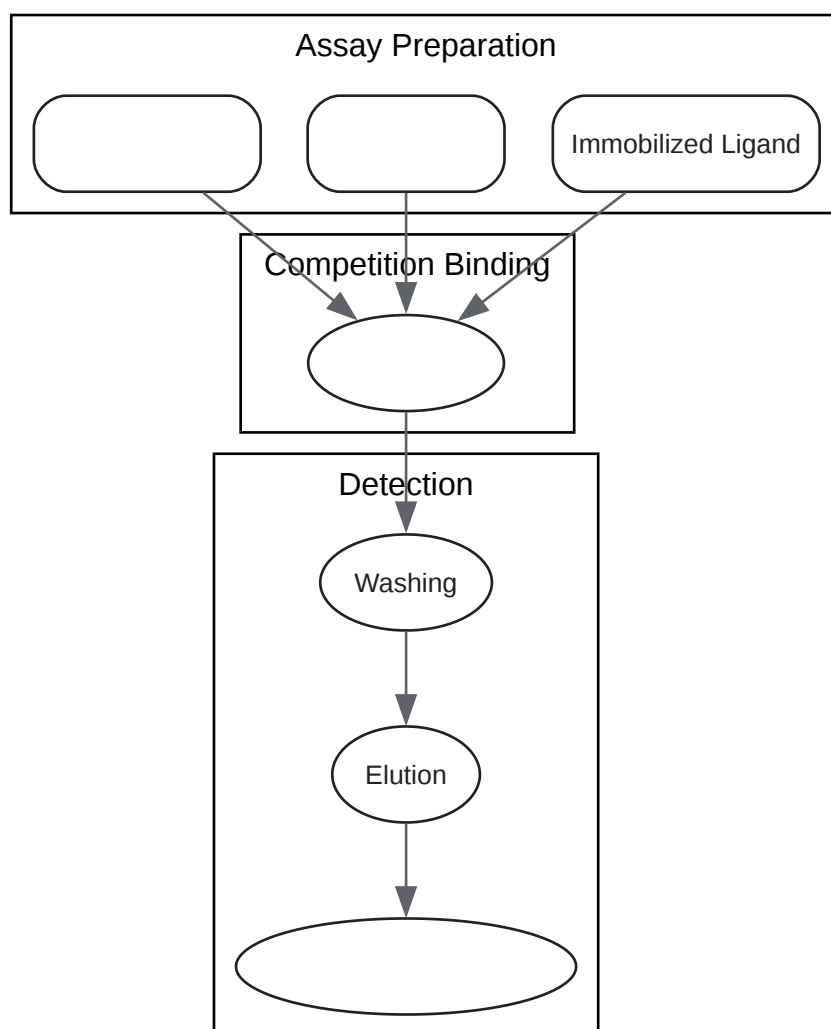 Assay Preparation
Immobilized Ligand
Competition Binding
Detection
Washing
Elution